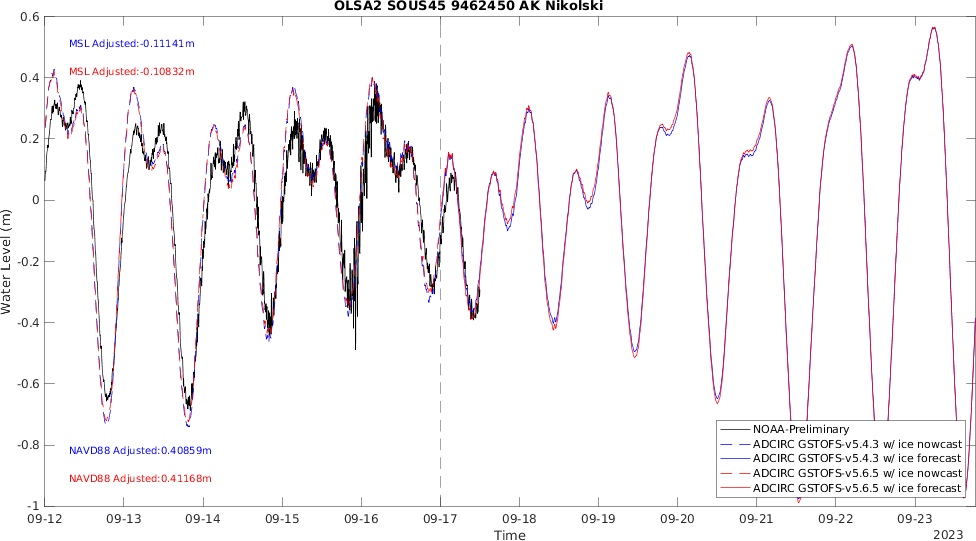 OLSA2 SOUS45 9462450 AK Nikolski
0.6
MSL Adjusted:-0.11141m
MSL Adjusted:-0.10832m
0.4
0.2
0
-0.2
-0.4
-0.6
-0.8
-1
Water Level (m)
NAVD88 Adjusted:0.40859m
NAVD88 Adjusted:0.41168m
NOAA-Preliminary
ADCIRC GSTOFS-v5.4.3 w/ ice nowcast
ADCIRC GSTOFS-v5.4.3 w/ ice forecast
ADCIRC GSTOFS-v5.6.5 w/ ice nowcast
ADCIRC GSTOFS-v5.6.5 w/ ice forecast
09-12 09-13 09-14 09-15 09-16 09-17 09-18 09-19 09-20 09-21 09-22 09-23
Time
2023